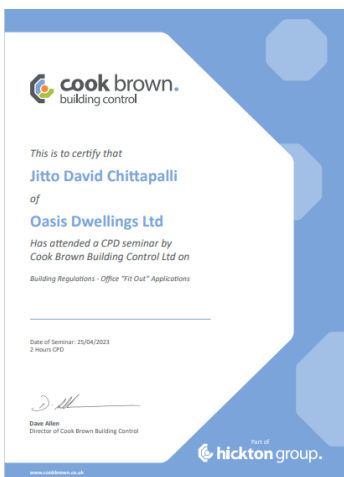 cook brown.
building control
This is to certify that
Jitto David Chittapalli
of
Oasis Dwellings Ltd
Has attended a CPD seminar by
Cook Brown Building Control Ltd on
Building Regulations - Office "Fit Out" Applications
Date of Seminar: 25/04/2023
2 Hours CPD
Dave Allen
Director of Cook Brown Building Control
Part of
hickton group.
www.cookbrown.co.uk